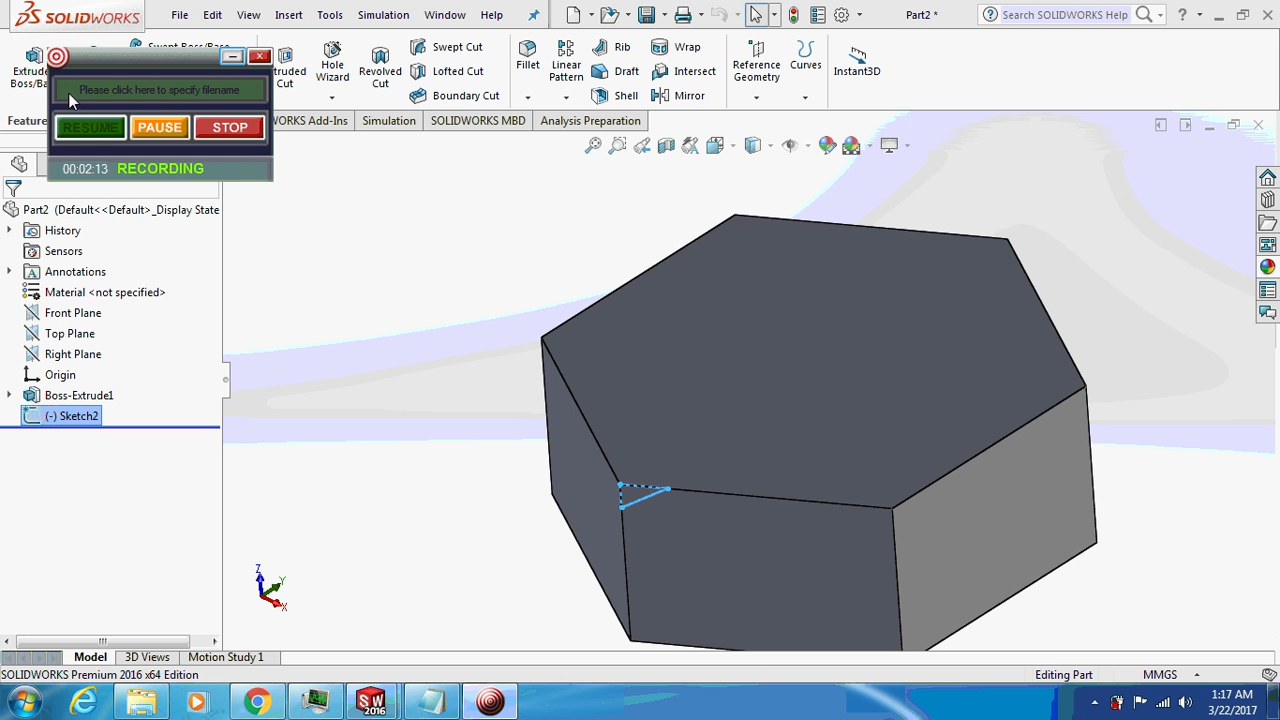 SOLIDWORKS File Edit View Insert Tools Simulation Window Help Part2 * Search SOLIDWORKS Help
Swept Boss/Base
Swept Cut Rib Wrap
Hole Wizard Revolved Cut Lofted Cut Fillet Linear Pattern Draft Intersect Reference Geometry Curves Instant3D
Boundary Cut Shell Mirror
Please click here to specify filename
RESUME PAUSE STOP
WORKS Add-Ins Simulation SOLIDWORKS MBD Analysis Preparation
00:02:13 RECORDING
Part2 (Default<<Default>_Display State
History
Sensors
Annotations
Material <not specified>
Front Plane
Top Plane
Right Plane
Origin
Boss-Extrude1
(-) Sketch2
Z
Y
X
Model 3D Views Motion Study 1
SOLIDWORKS Premium 2016 x64 Edition Editing Part MMGS
SW 2016
1:17 AM
3/22/2017